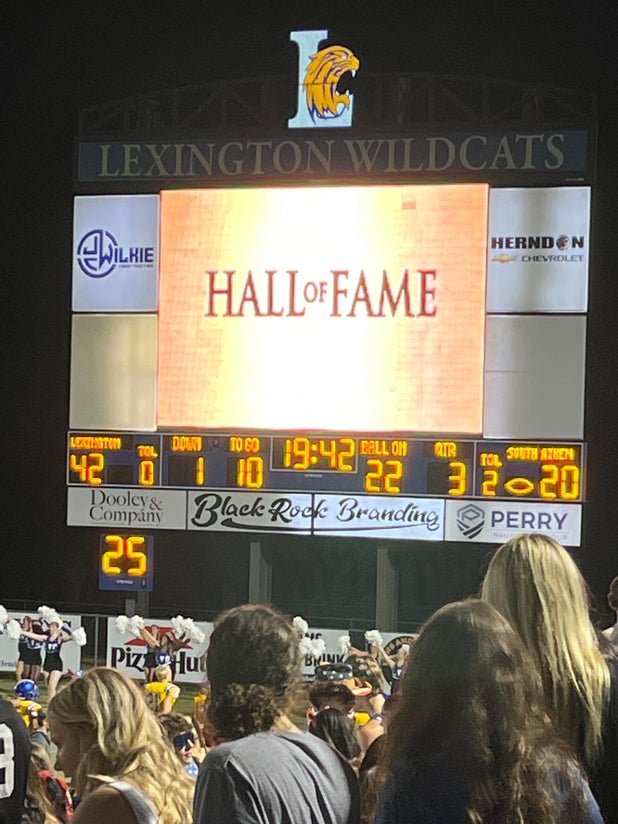 L
LEXINGTON WILDCATS
WILKIE
HERNDON
CHEVROLET
HALL OF FAME
LEXINGTON TOL DOWN TO GO 19:42 BALL ON QTR TOL SOUTH AIKEN
42 0 1 10 22 3 2 20
Dooley &
Company
Black Rock Branding
PERRY
25
Pizza Hut